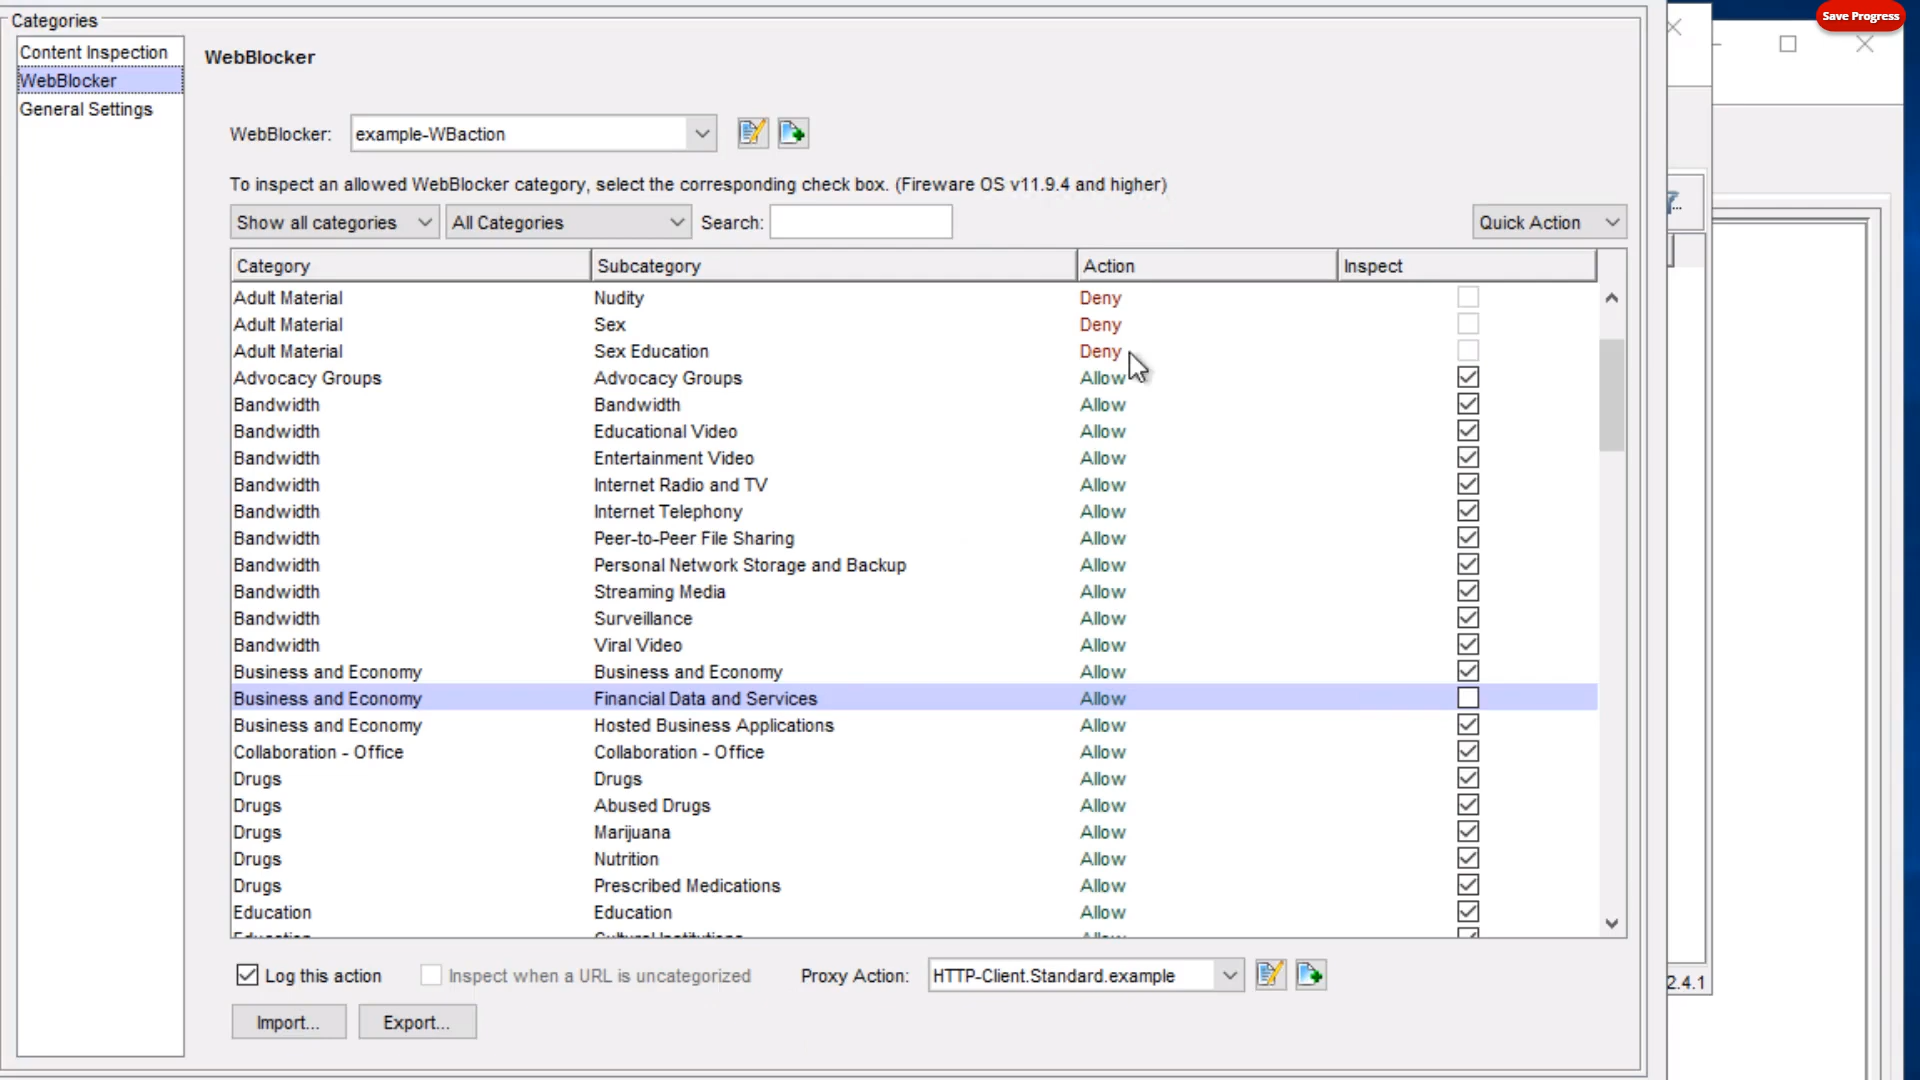 Categories
Save Progress
Content Inspection
WebBlocker
WebBlocker
General Settings
WebBlocker: example-WBaction
To inspect an allowed WebBlocker category, select the corresponding check box. (Fireware OS v11.9.4 and higher)
Show all categories All Categories Search: Quick Action
Category Subcategory Action Inspect
Adult Material Nudity Deny
Adult Material Sex Deny
Adult Material Sex Education Deny
Advocacy Groups Advocacy Groups Allow
Bandwidth Bandwidth Allow
Bandwidth Educational Video Allow
Bandwidth Entertainment Video Allow
Bandwidth Internet Radio and TV Allow
Bandwidth Internet Telephony Allow
Bandwidth Peer-to-Peer File Sharing Allow
Bandwidth Personal Network Storage and Backup Allow
Bandwidth Streaming Media Allow
Bandwidth Surveillance Allow
Bandwidth Viral Video Allow
Business and Economy Business and Economy Allow
Business and Economy Financial Data and Services Allow
Business and Economy Hosted Business Applications Allow
Collaboration - Office Collaboration - Office Allow
Drugs Drugs Allow
Drugs Abused Drugs Allow
Drugs Marijuana Allow
Drugs Nutrition Allow
Drugs Prescribed Medications Allow
Education Education Allow
Log this action Inspect when a URL is uncategorized Proxy Action: HTTP-Client.Standard.example
2.4.1
Import... Export...